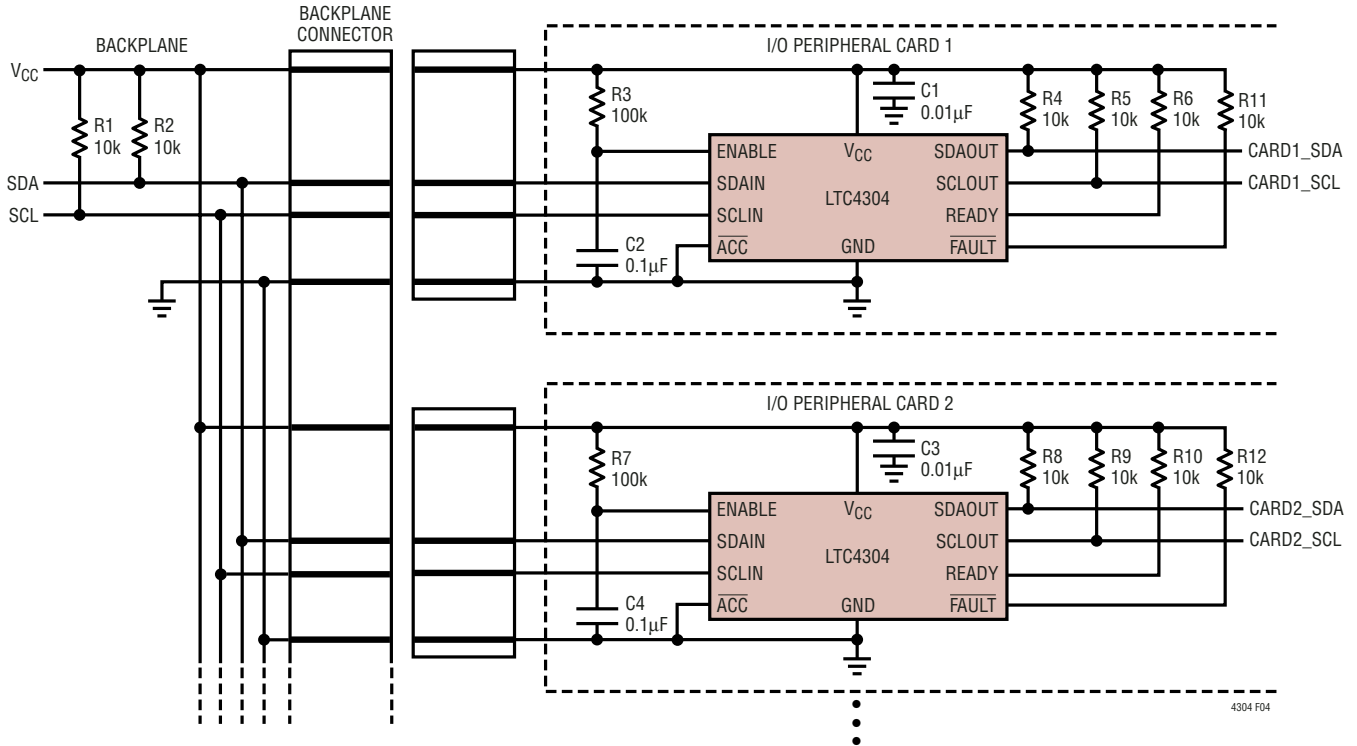 BACKPLANE
CONNECTOR
BACKPLANE
VCC
R1
10k
R2
10k
SDA
SCL
I/O PERIPHERAL CARD 1
R3
100k
C1
0.01µF
R4
10k
R5
10k
R6
10k
R11
10k
ENABLE
VCC
SDAOUT
CARD1_SDA
SDAIN
SCLOUT
CARD1_SCL
LTC4304
SCLIN
READY
ACC
GND
FAULT
C2
0.1µF
I/O PERIPHERAL CARD 2
R7
100k
C3
0.01µF
R8
10k
R9
10k
R10
10k
R12
10k
ENABLE
VCC
SDAOUT
CARD2_SDA
SDAIN
SCLOUT
CARD2_SCL
LTC4304
SCLIN
READY
ACC
GND
FAULT
C4
0.1µF
4304 F04